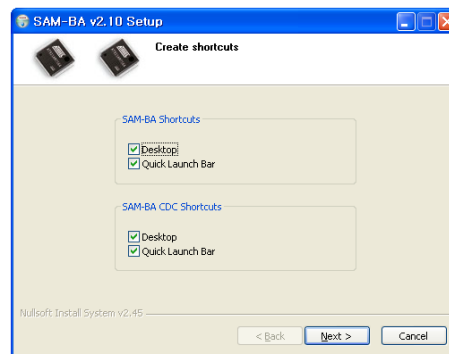 SAM-BA v2.10 Setup
Create shortcuts
SAM-BA Shortcuts
Desktop
Quick Launch Bar
SAM-BA CDC Shortcuts
Desktop
Quick Launch Bar
Nullsoft Install System v2.45
< Back Next > Cancel